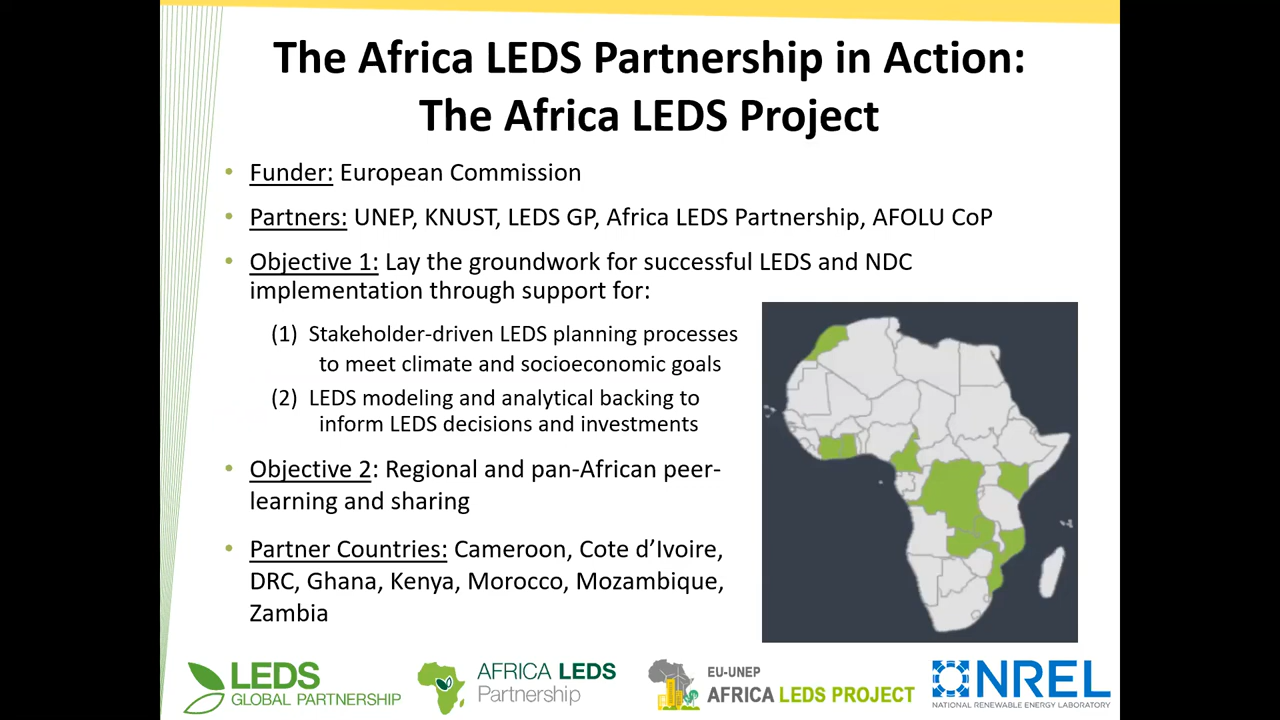 The Africa LEDS Partnership in Action:
The Africa LEDS Project
• Funder: European Commission
• Partners: UNEP, KNUST, LEDS GP, Africa LEDS Partnership, AFOLU CoP
• Objective 1: Lay the groundwork for successful LEDS and NDC
implementation through support for:
(1) Stakeholder-driven LEDS planning processes
to meet climate and socioeconomic goals
(2) LEDS modeling and analytical backing to
inform LEDS decisions and investments
• Objective 2: Regional and pan-African peer-
learning and sharing
• Partner Countries: Cameroon, Cote d’Ivoire,
DRC, Ghana, Kenya, Morocco, Mozambique,
Zambia
LEDS
GLOBAL PARTNERSHIP
AFRICA LEDS
Partnership
EU-UNEP
AFRICA LEDS PROJECT
NREL
NATIONAL RENEWABLE ENERGY LABORATORY